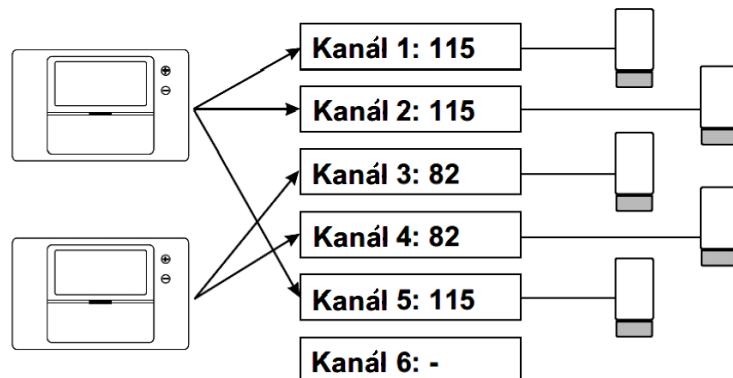 Kanál 1: 115
Kanál 2: 115
Kanál 3: 82
Kanál 4: 82
Kanál 5: 115
Kanál 6: -